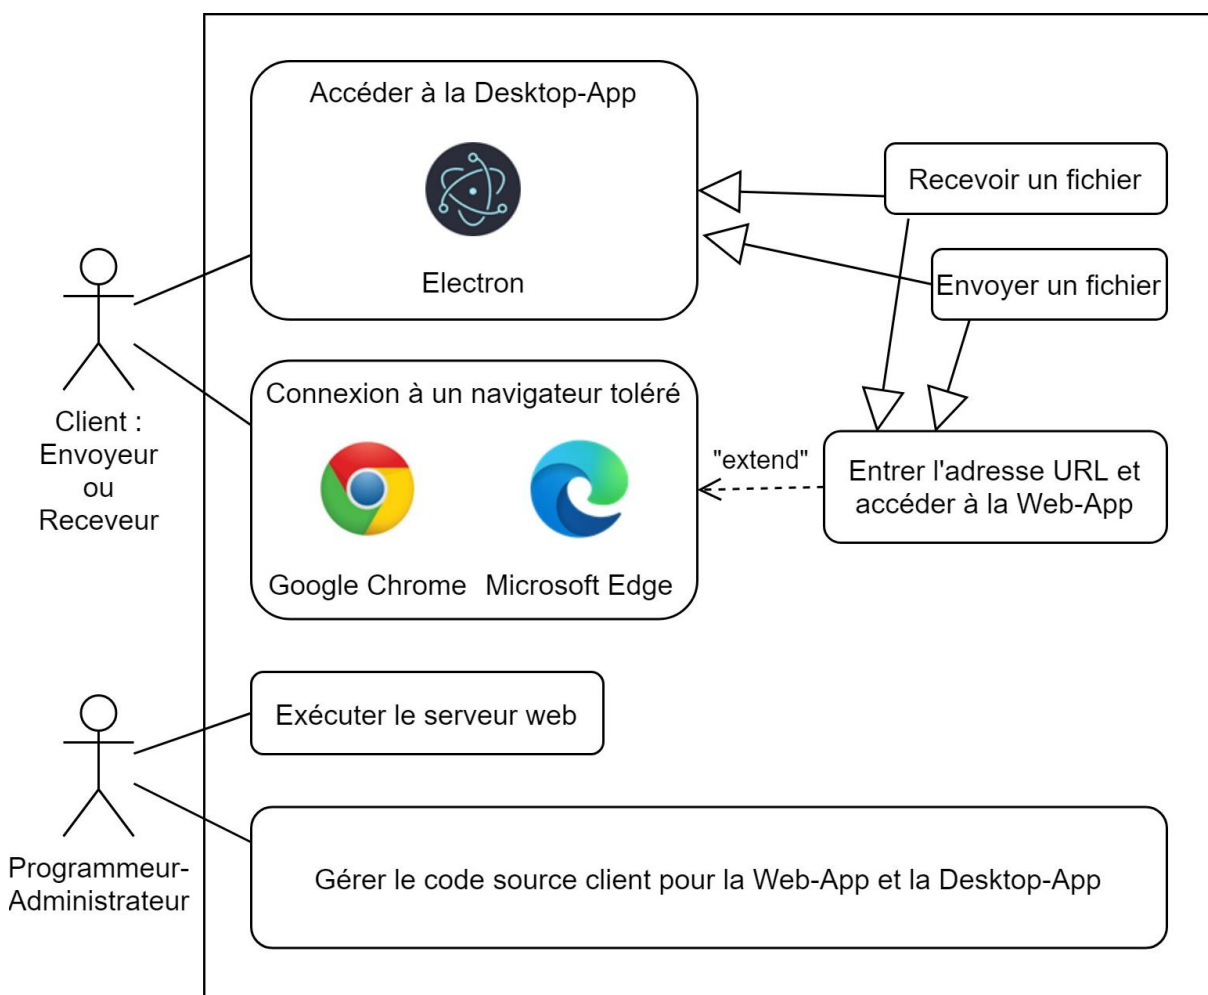 Accéder à la Desktop-App
Electron
Recevoir un fichier
Envoyer un fichier
Client :
Envoyeur
ou
Receveur
Connexion à un navigateur toléré
Google Chrome
Microsoft Edge
"extend"
Entrer l'adresse URL et
accéder à la Web-App
Exécuter le serveur web
Programmeur-
Administrateur
Gérer le code source client pour la Web-App et la Desktop-App